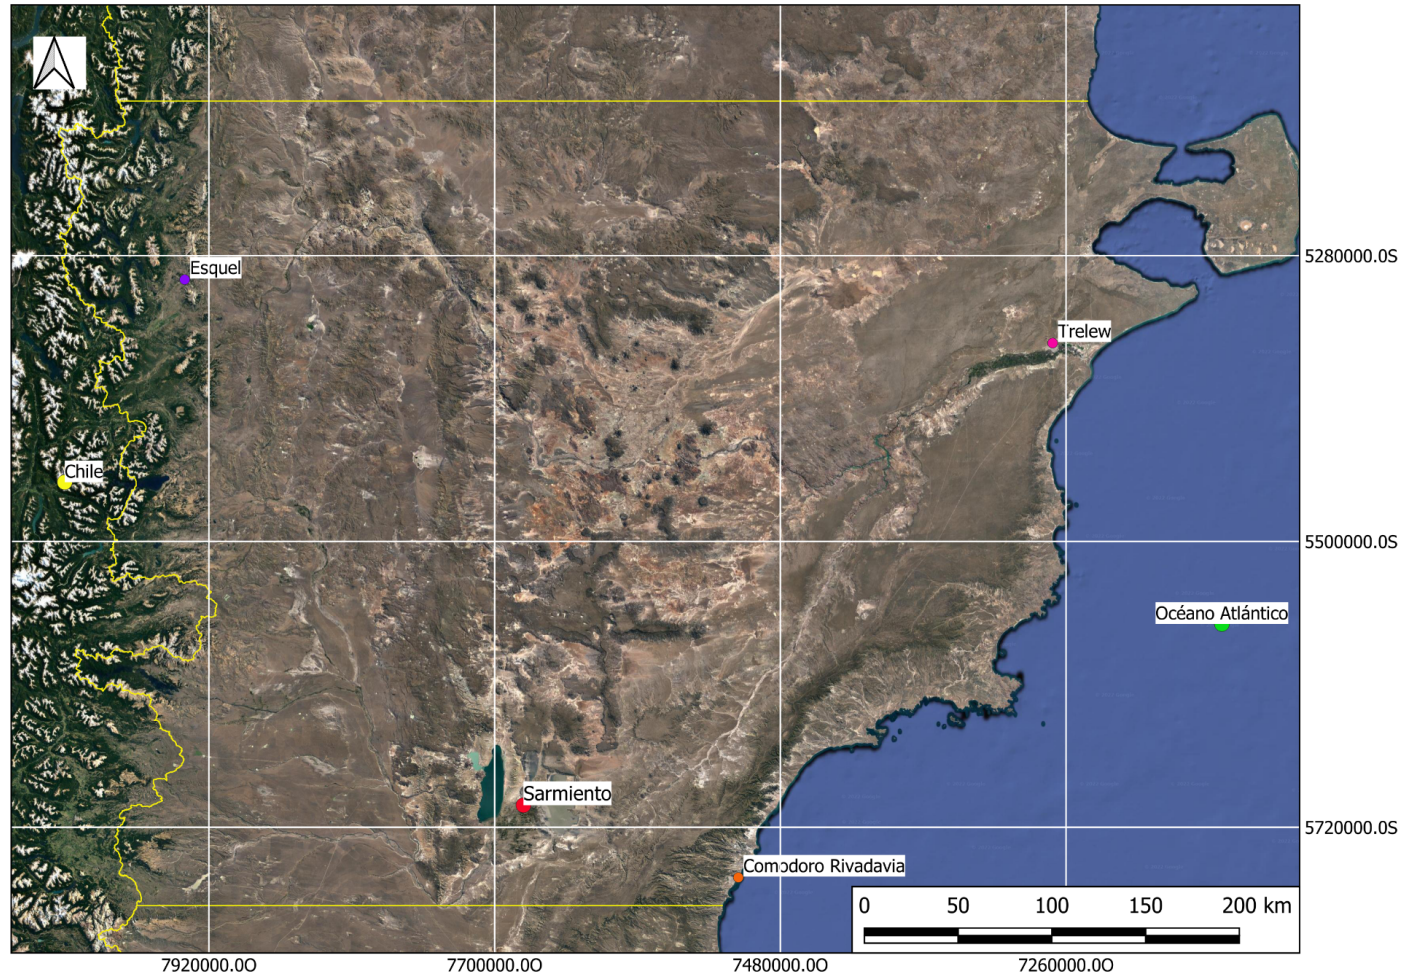 Esquel
5280000.0S
Trelew
Chile
5500000.0S
Océano Atlántico
Sarmiento
5720000.0S
Comodoro Rivadavia
0 50 100 150 200 km
7920000.0O 7700000.0O 7480000.0O 7260000.0O